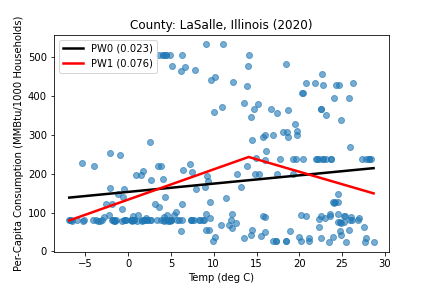 County: LaSalle, Illinois (2020)
PW0 (0.023)
PW1 (0.076)
Per-Capita Consumption (MMBtu/1000 Households)
500
400
300
200
100
0
−5 0 5 10 15 20 25 30
Temp (deg C)